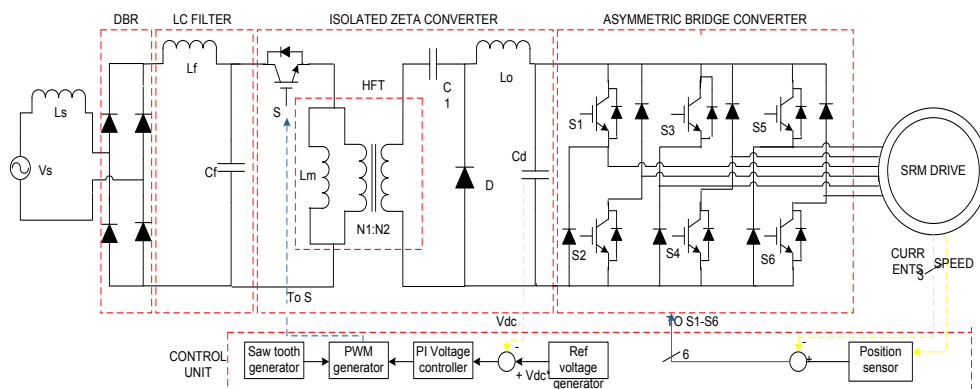 DBR
LC FILTER
ISOLATED ZETA CONVERTER
ASYMMETRIC BRIDGE CONVERTER
Ls
Vs
Lf
Cf
S
HFT
Lm
N1:N2
C
1
D
Lo
Cd
S1
S3
S5
S2
S4
S6
SRM DRIVE
CURR
ENTS
3
SPEED
To S
Vdc
TO S1-S6
CONTROL
UNIT
Saw tooth
generator
PWM
generator
PI Voltage
controller
-
+ Vdc*
Ref
voltage
generator
6
-
+
Position
sensor